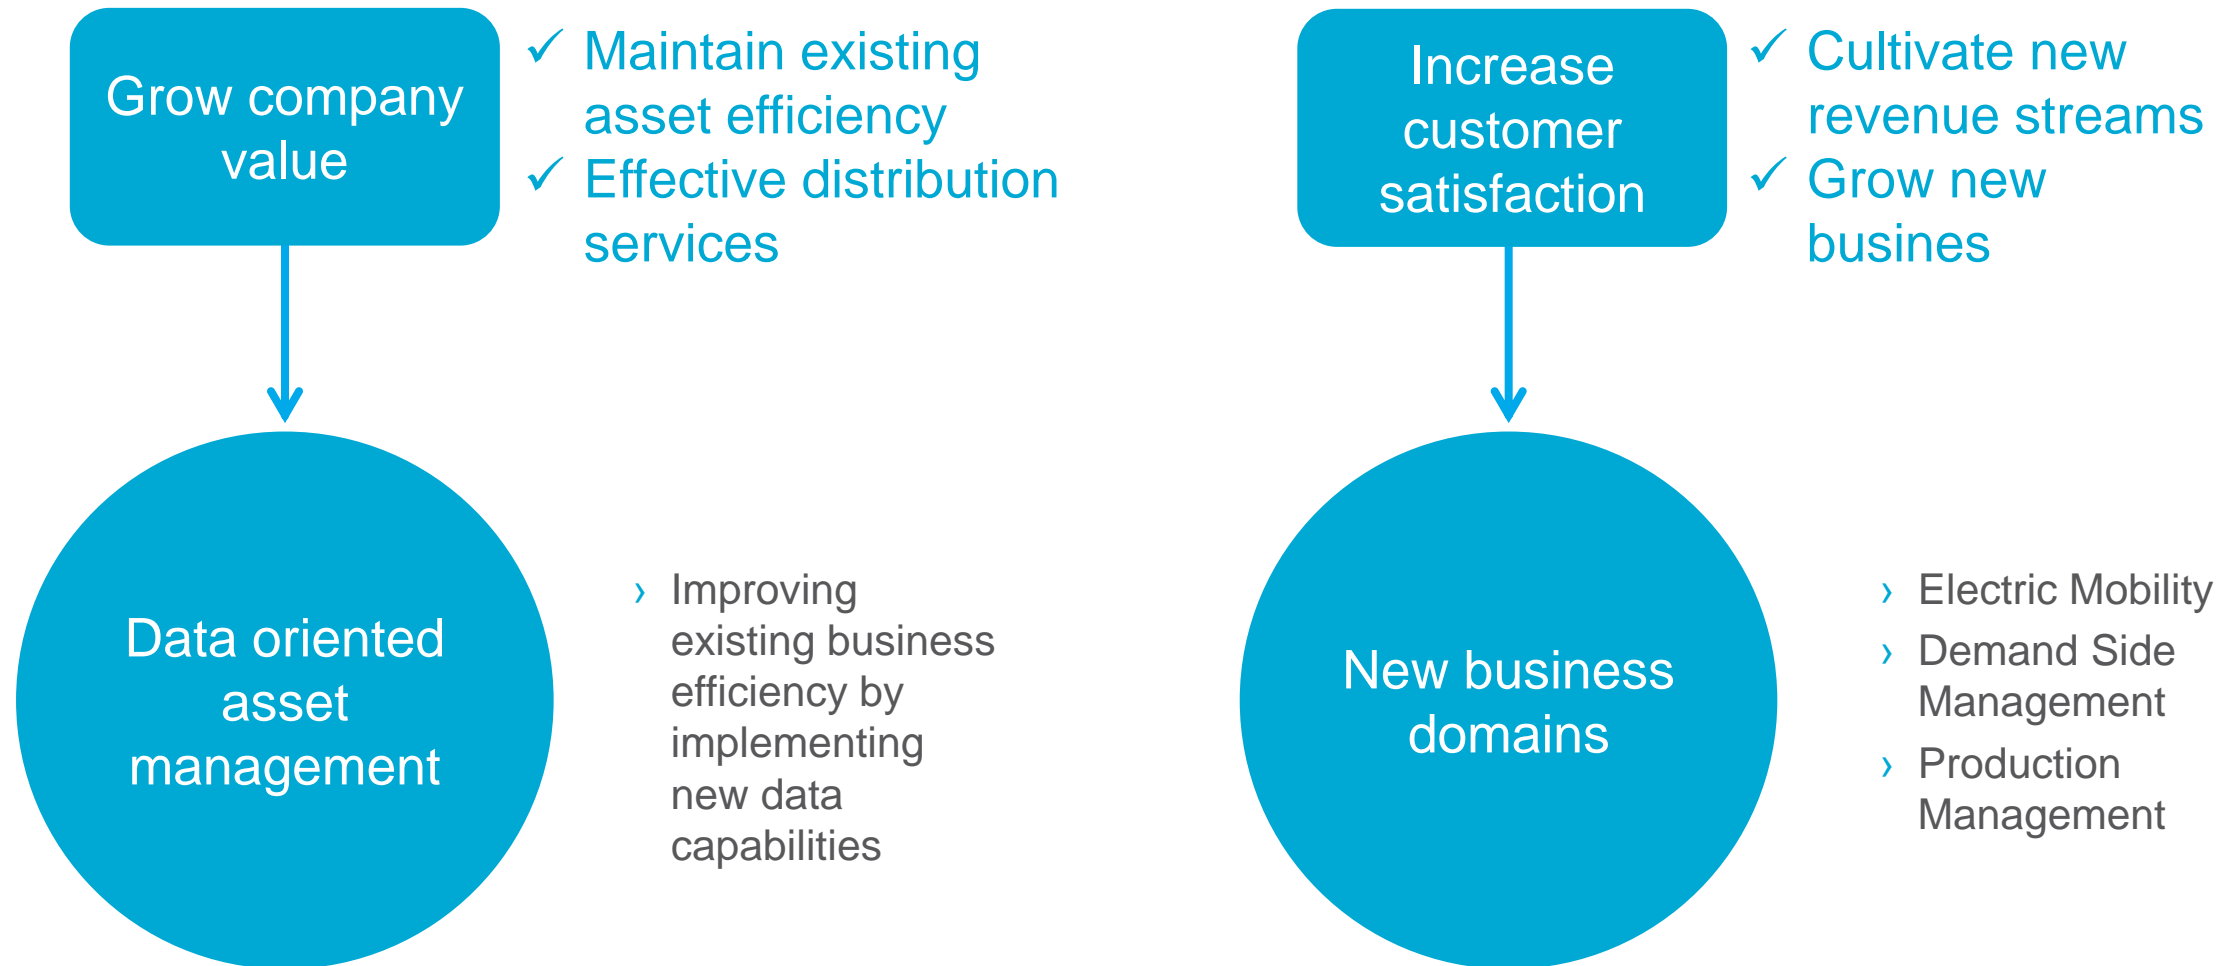 Grow company
value
✓ Maintain existing
asset efficiency
✓ Effective distribution
services
Data oriented
asset
management
› Improving
existing business
efficiency by
implementing
new data
capabilities
Increase
customer
satisfaction
✓ Cultivate new
revenue streams
✓ Grow new
busines
New business
domains
› Electric Mobility
› Demand Side
Management
› Production
Management